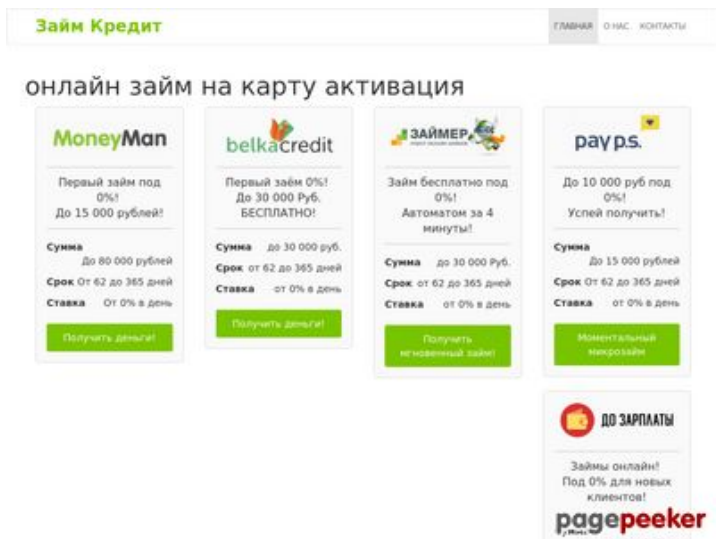 Займ Кредит
ГЛАВНАЯ О НАС. КОНТАКТЫ
онлайн займ на карту активация
MoneyMan
Первый займ под
0%!
До 15 000 рублей!
Сумма
До 80 000 рублей
Срок От 62 до 365 дней
Ставка От 0% в день
Получить деньги!
belkacredit
Первый заём 0%!
До 30 000 Руб.
БЕСПЛАТНО!
Сумма до 30 000 руб.
Срок от 62 до 365 дней
Ставка от 0% в день
Получить деньги!
ЗАЙМЕР
Займ бесплатно под
0%!
Автоматом за 4
минуты!
Сумма до 30 000 Руб.
Срок от 62 до 365 дней
Ставка от 0% в день
Получить
мгновенный займ!
pay p.s.
До 10 000 руб под
0%!
Успей получить!
Сумма
До 15 000 рублей
Срок От 62 до 365 дней
Ставка от 0% в день
Моментальный
микрозайм
ДО ЗАРПЛАТЫ
Займы онлайн!
Под 0% для новых
клиентов!
pagepeeker